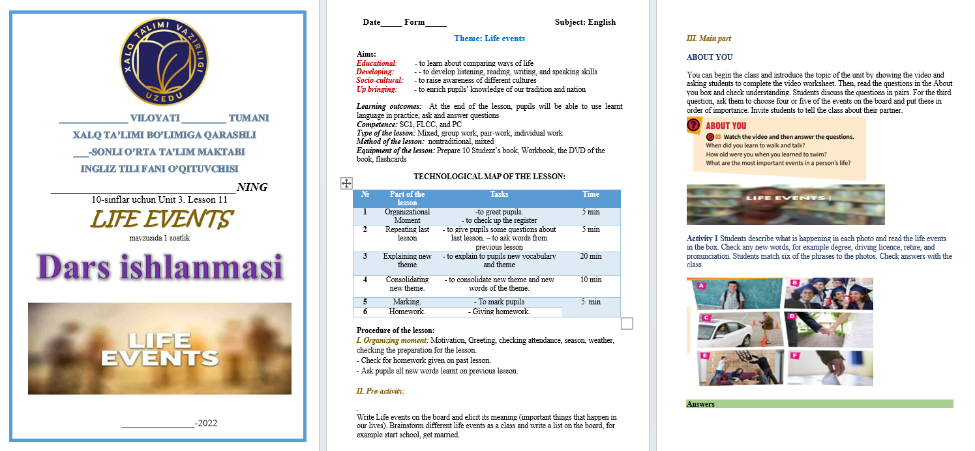 XALQ TA'LIMI VAZIRLIGI
UZEDU
______________ VILOYATI _________ TUMANI
XALQ TA'LIMI BO'LIMIGA QARASHLI
___-SONLI O'RTA TA'LIM MAKTABI
INGLIZ TILI FANI O'QITUVCHISI
______________________________NING
10-sinflar uchun Unit 3. Lesson 11
LIFE EVENTS
mavzusida 1 soatlik
Dars ishlanmasi
LIFE
EVENTS
________________-2022
Date_____ Form_____ Subject: English
Theme: Life events
Aims:
Educational: - to learn about comparing ways of life
Developing: - - to develop listening, reading, writing, and speaking skills
Socio-cultural: - to raise awareness of different cultures
Up bringing: - to enrich pupils' knowledge of our tradition and nation
Learning outcomes: At the end of the lesson, pupils will be able to use learnt
language in practice, ask and answer questions
Competence: SC1, FLCC, and PC
Type of the lesson: Mixed, group work, pair-work, individual work
Method of the lesson: nontraditional, mixed
Equipment of the lesson: Prepare 10 Student's book, Workbook, the DVD of the
book, flashcards
TECHNOLOGICAL MAP OF THE LESSON:
№ Part of the lesson Tasks Time
1 Organizational Moment -to greet pupils. - to check up the register 5 min
2 Repeating last lesson - to give pupils some questions about last lesson. – to ask words from previous lesson 5 min
3 Explaining new theme - to explain to pupils new vocabulary and theme 20 min
4 Consolidating new theme. - to consolidate new theme and new words of the theme. 10 min
5 Marking. - To mark pupils 5 min
6 Homework. - Giving homework.
Procedure of the lesson:
I. Organizing moment: Motivation, Greeting, checking attendance, season, weather,
checking the preparation for the lesson.
- Check for homework given on past lesson.
- Ask pupils all new words learnt on previous lesson.
II. Pre-activity:
.
Write Life events on the board and elicit its meaning (important things that happen in
our lives). Brainstorm different life events as a class and write a list on the board, for
example start school, get married.
III. Main part
ABOUT YOU
You can begin the class and introduce the topic of the unit by showing the video and
asking students to complete the video worksheet. Then, read the questions in the About
you box and check understanding. Students discuss the questions in pairs. For the third
question, ask them to choose four or five of the events on the board and put these in
order of importance. Invite students to tell the class about their partner.
ABOUT YOU
03 Watch the video and then answer the questions.
When did you learn to walk and talk?
How old were you when you learned to swim?
What are the most important events in a person's life?
LIFE EVENTS
Activity 1 Students describe what is happening in each photo and read the life events
in the box. Check any new words, for example degree, driving licence, retire, and
pronunciation. Students match six of the phrases to the photos. Check answers with the
class.
A
B
C
D
E
F
Answers